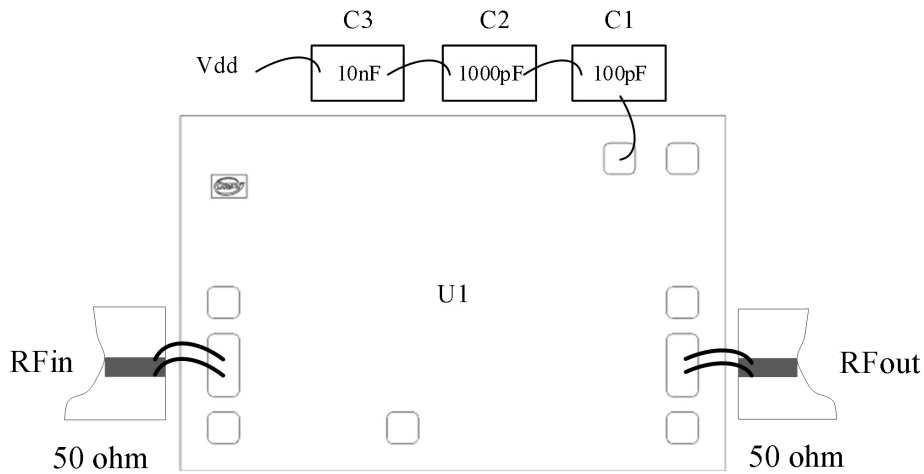 C3
C2
C1
Vdd
10nF
1000pF
100pF
U1
RFin
RFout
50 ohm
50 ohm